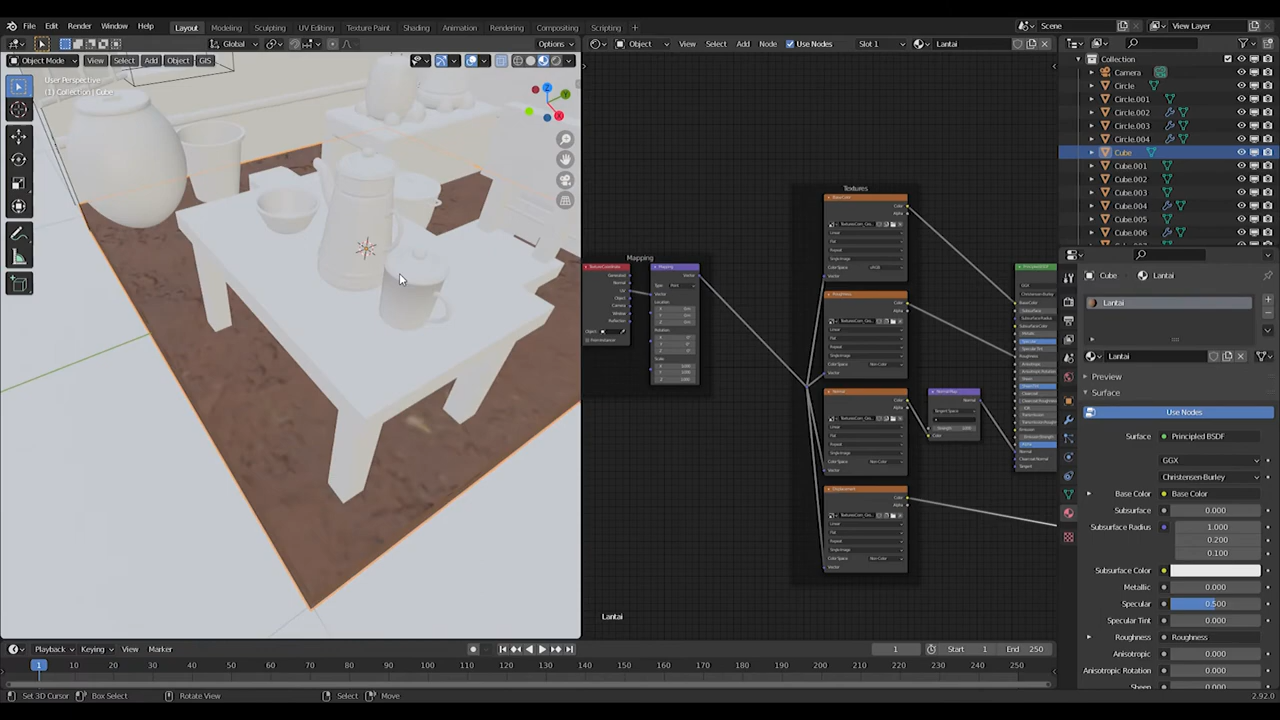 File Edit Render Window Help
Layout Modeling Sculpting UV Editing Texture Paint Shading Animation Rendering Compositing Scripting +
Scene
View Layer
Global
Options
Object
View Select Add Node Use Nodes
Slot 1
Lantai
Object Mode View Select Add Object GIS
User Perspective
(1) Collection | Cube
Collection
Camera
Circle
Circle.001
Circle.002
Circle.003
Circle.004
Cube
Cube.001
Cube.002
Cube.003
Cube.004
Cube.005
Cube.006
Textures
Mapping
Lantai
Cube
Lantai
Lantai
Lantai
Preview
Surface
Use Nodes
Surface
Principled BSDF
GGX
Christensen-Burley
Base Color
Base Color
Subsurface
0.000
Subsurface Radius
1.000
0.200
0.100
Subsurface Color
Metallic
0.000
Specular
0.500
Specular Tint
0.000
Roughness
Roughness
Anisotropic
0.000
Anisotropic Rotation
0.000
Playback Keying View Marker
1
Start 1
End 250
1 10 20 30 40 50 60 70 80 90 100 110 120 130 140 150 160 170 180 190 200 210 220 230 240 250
Set 3D Cursor Box Select Rotate View Select Move
2.92.0